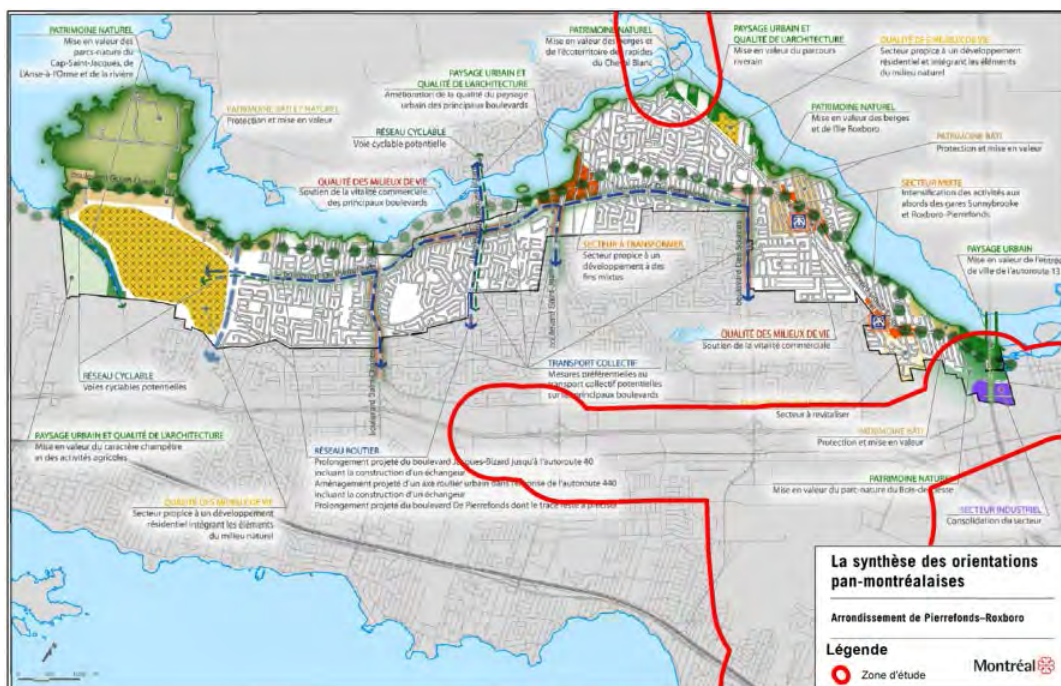 PATRIMOINE NATUREL
Mise en valeur des
parcs-nature du
Cap-Saint-Jacques, de
L'Anse-à-l'Orme et de la rivière
PATRIMOINE BÂTI ET NATUREL
Protection et mise en valeur
PAYSAGE URBAIN ET
QUALITÉ DE L'ARCHITECTURE
Amélioration de la qualité du paysage
urbain des principaux boulevards
RÉSEAU CYCLABLE
Voie cyclable potentielle
QUALITÉ DES MILIEUX DE VIE
Soutien de la vitalité commerciale
des principaux boulevards
PATRIMOINE NATUREL
Mise en valeur des berges et
de l'écoterritoire des rapides
du Cheval Blanc
PAYSAGE URBAIN ET
QUALITÉ DE L'ARCHITECTURE
Mise en valeur du parcours
riverain
QUALITÉ DES MILIEUX DE VIE
Secteur propice à un développement
résidentiel et intégrant les éléments
du milieu naturel
PATRIMOINE NATUREL
Mise en valeur des berges
et de l'île Roxboro
PATRIMOINE BÂTI
Protection et mise en valeur
SECTEUR MIXTE
Intensification des activités aux
abords des gares Sunnybrooke
et Roxboro-Pierrefonds
PAYSAGE URBAIN
Mise en valeur de l'entrée
de ville de l'autoroute 13
SECTEUR À TRANSFORMER
Secteur propice à un
développement à des
fins mixtes
boulevard Des Sources
QUALITÉ DES MILIEUX DE VIE
Soutien de la vitalité commerciale
TRANSPORT COLLECTIF
Mesures préférentielles au
transport collectif potentielles
sur les principaux boulevards
RÉSEAU CYCLABLE
Voies cyclables potentielles
PAYSAGE URBAIN ET QUALITÉ DE L'ARCHITECTURE
Mise en valeur du caractère champêtre
et des activités agricoles
RÉSEAU ROUTIER
Prolongement projeté du boulevard Jacques-Bizard jusqu'à l'autoroute 40
incluant la construction d'un échangeur
Aménagement projeté d'un axe routier urbain dans l'emprise de l'autoroute 440
incluant la construction d'un échangeur
Prolongement projeté du boulevard De Pierrefonds dont le tracé reste à préciser
QUALITÉ DES MILIEUX DE VIE
Secteur propice à un développement
résidentiel intégrant les éléments
du milieu naturel
Secteur à revitaliser
PATRIMOINE BÂTI
Protection et mise en valeur
PATRIMOINE NATUREL
Mise en valeur du parc-nature du Bois-de-Liesse
SECTEUR INDUSTRIEL
Consolidation du secteur
La synthèse des orientations
pan-montréalaises
Arrondissement de Pierrefonds–Roxboro
Légende
Zone d'étude
Montréal